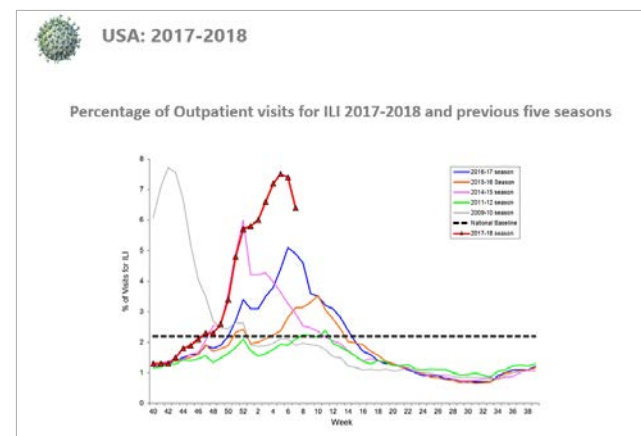 USA: 2017-2018
Percentage of Outpatient visits for ILI 2017-2018 and previous five seasons
8
7
6
5
4
3
2
1
0
% of Visits for ILI
2016-17 season
2015-16 Season
2014-15 season
2011-12 season
2009-10 season
National Baseline
2017-18 season
40 42 44 46 48 50 52 2 4 6 8 10 12 14 16 18 20 22 24 26 28 30 32 34 36 38
Week